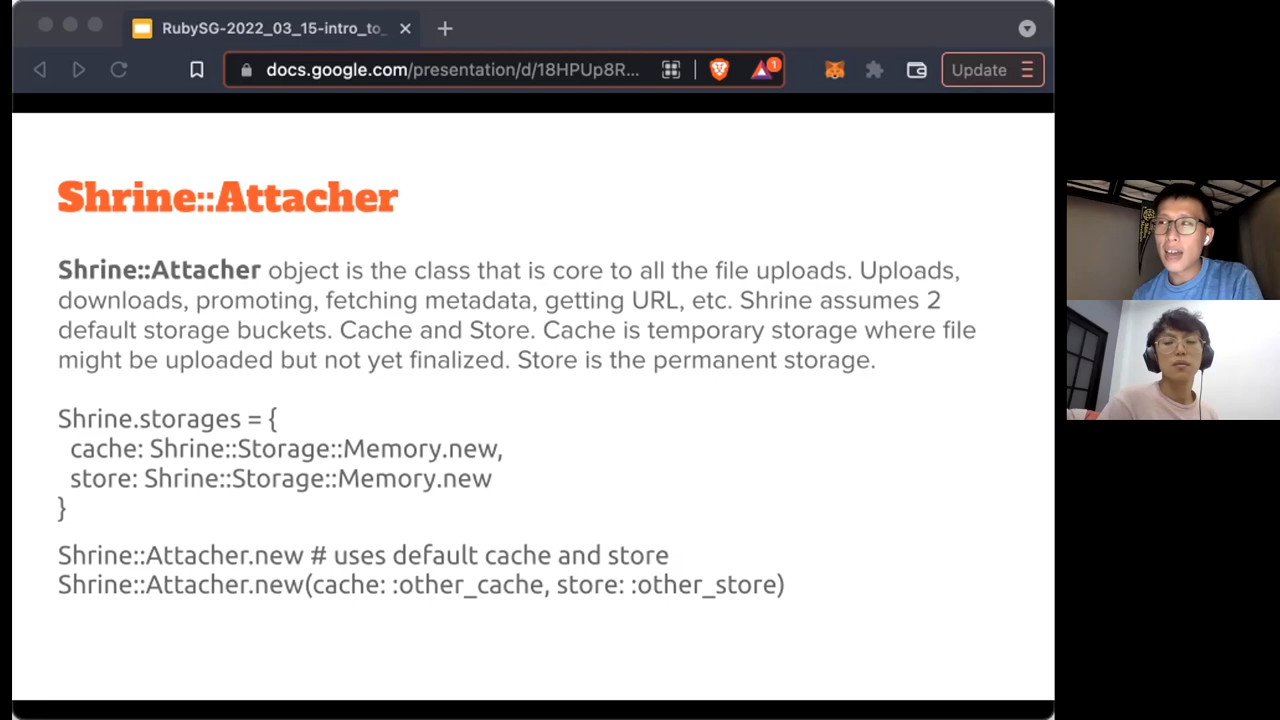 RubySG-2022_03_15-intro_to_
docs.google.com/presentation/d/18HPUp8R...
1
Update
Shrine::Attacher
Shrine::Attacher object is the class that is core to all the file uploads. Uploads,
downloads, promoting, fetching metadata, getting URL, etc. Shrine assumes 2
default storage buckets. Cache and Store. Cache is temporary storage where file
might be uploaded but not yet finalized. Store is the permanent storage.
Shrine.storages = {
cache: Shrine::Storage::Memory.new,
store: Shrine::Storage::Memory.new
}
Shrine::Attacher.new # uses default cache and store
Shrine::Attacher.new(cache: :other_cache, store: :other_store)